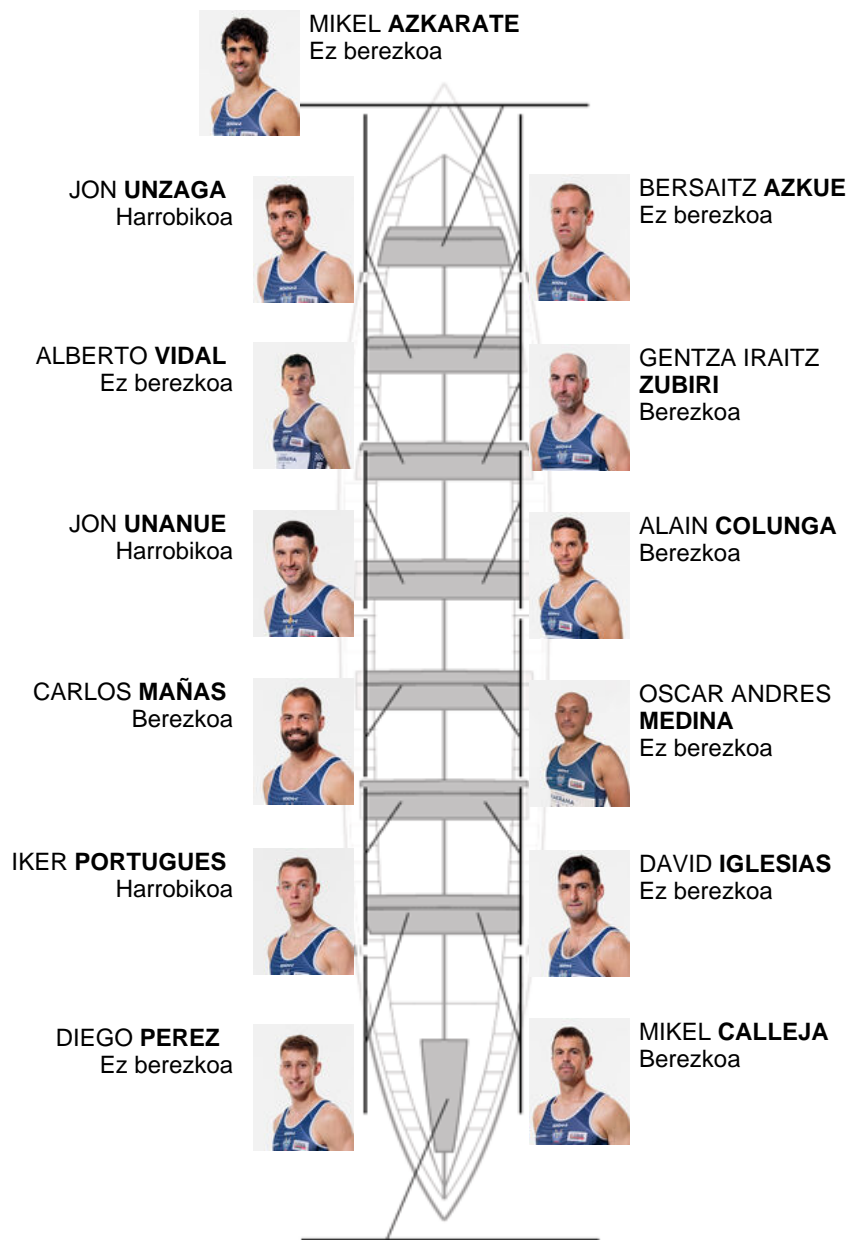 MIKEL AZKARATE
Ez berezkoa
JON UNZAGA
Harrobikoa
BERSAITZ AZKUE
Ez berezkoa
ALBERTO VIDAL
Ez berezkoa
GENTZA IRAITZ
ZUBIRI
Berezkoa
JON UNANUE
Harrobikoa
ALAIN COLUNGA
Berezkoa
CARLOS MAÑAS
Berezkoa
OSCAR ANDRES
MEDINA
Ez berezkoa
IKER PORTUGUES
Harrobikoa
DAVID IGLESIAS
Ez berezkoa
DIEGO PEREZ
Ez berezkoa
MIKEL CALLEJA
Berezkoa